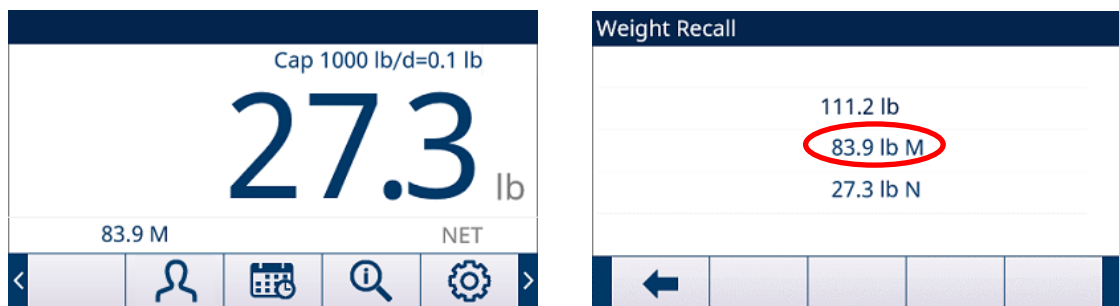 Cap 1000 lb/d=0.1 lb
27.3 lb
83.9 M NET
Weight Recall
111.2 lb
83.9 lb M
27.3 lb N